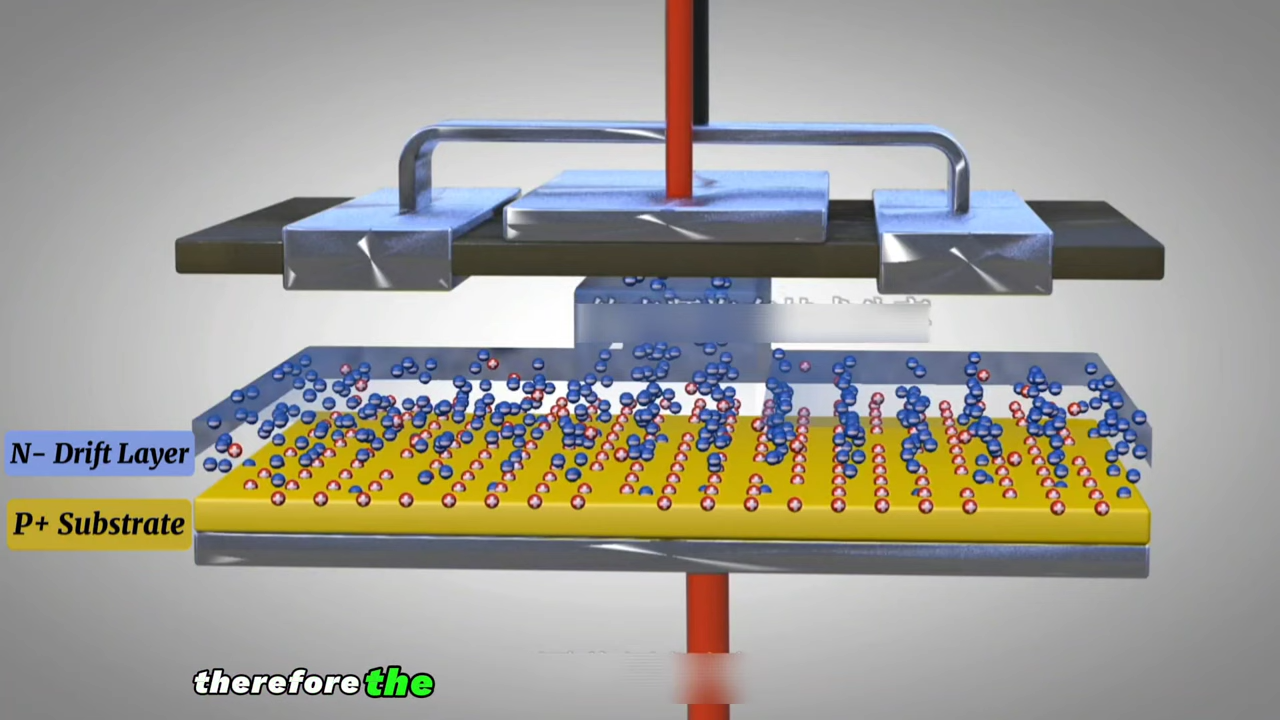 N- Drift Layer
P+ Substrate
therefore the